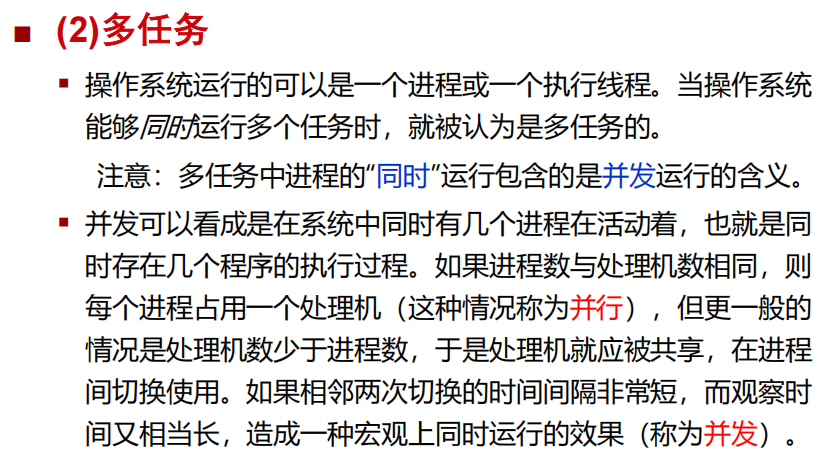 (2)多任务
操作系统运行的可以是一个进程或一个执行线程。当操作系统
能够同时运行多个任务时，就被认为是多任务的。
注意：多任务中进程的“同时”运行包含的是并发运行的含义。
并发可以看成是在系统中同时有几个进程在活动着，也就是同
时存在几个程序的执行过程。如果进程数与处理机数相同，则
每个进程占用一个处理机（这种情况称为并行），但更一般的
情况是处理机数少于进程数，于是处理机就应被共享，在进程
间切换使用。如果相邻两次切换的时间间隔非常短，而观察时
间又相当长，造成一种宏观上同时运行的效果（称为并发）。